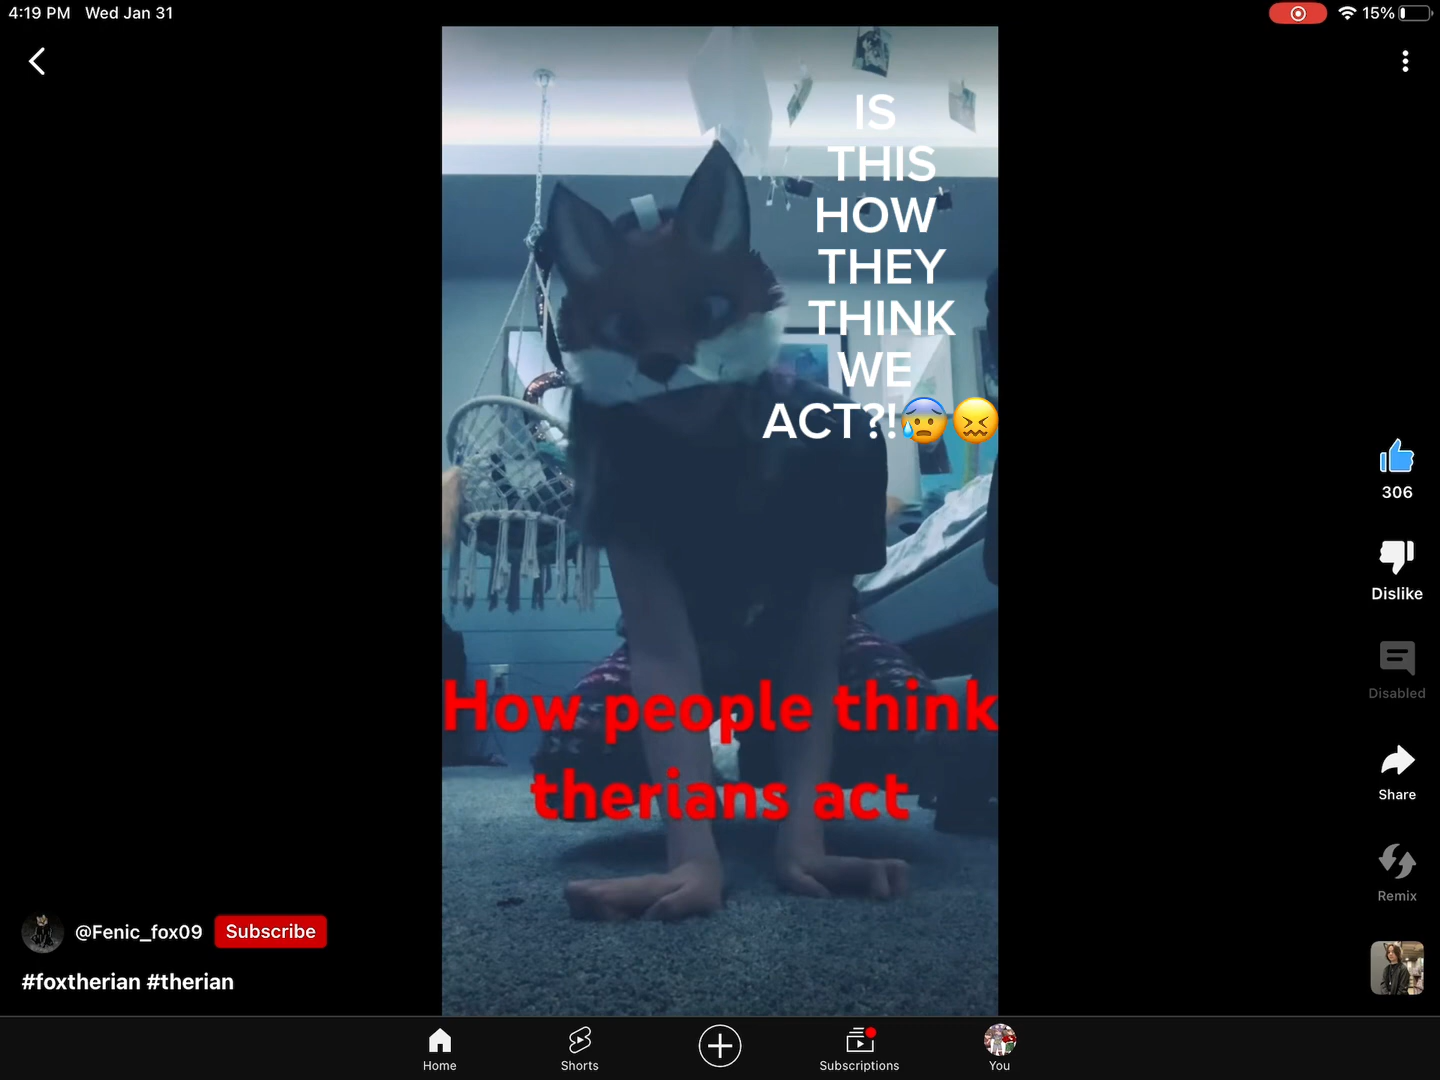 4:19 PM Wed Jan 31
15%
IS
THIS
HOW
THEY
THINK
WE
ACT?!😰😖
306
Dislike
How people think
therians act
Disabled
Share
Remix
@Fenic_fox09 Subscribe
#foxtherian #therian
Home
Shorts
Subscriptions
You